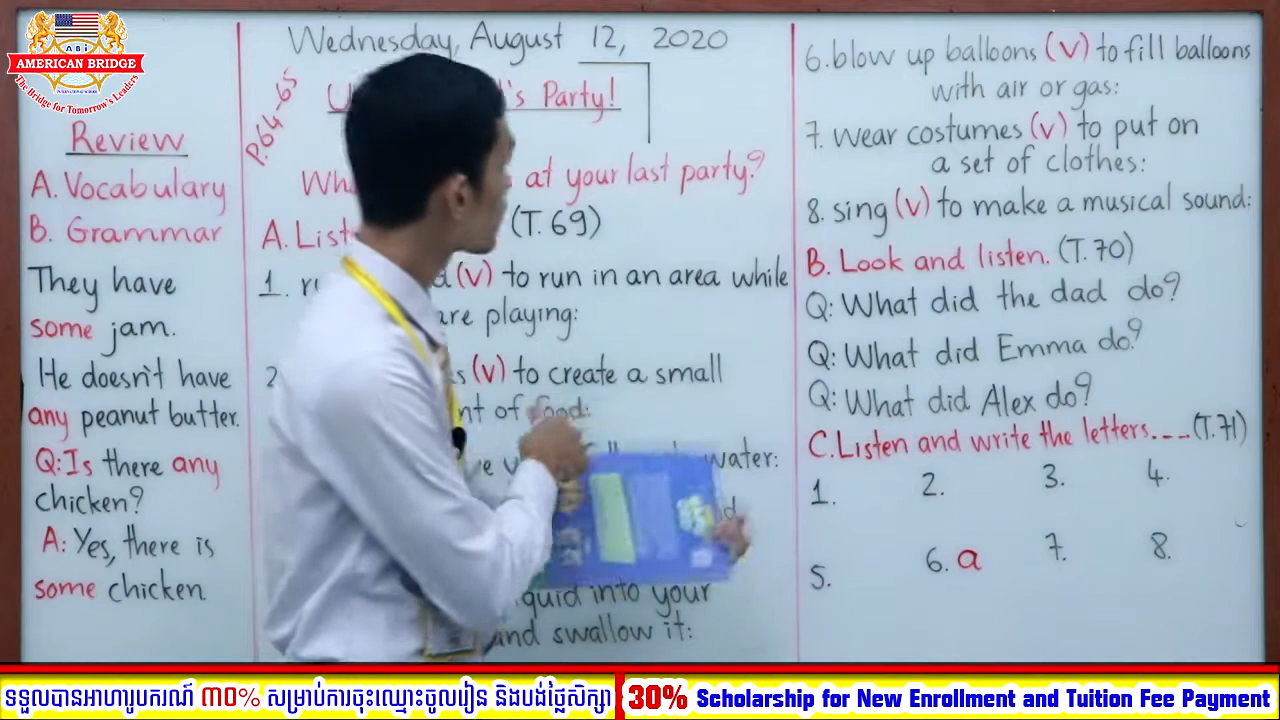 AMERICAN BRIDGE
INTERNATIONAL SCHOOL
The Bridge for Tomorrow's Leaders
Wednesday, August 12, 2020
P.64-65
's Party!
Review
A. Vocabulary
B. Grammar
They have
some jam.
He doesn't have
any peanut butter.
Q: Is there any
chicken?
A: Yes, there is
some chicken.
at your last party?
A. (T. 69)
1. (v) to run in an area while
are playing:
2 (v) to create a small
of food:
water:
liquid into your
and swallow it:
6. blow up balloons (v) to fill balloons
with air or gas:
7. wear costumes (v) to put on
a set of clothes:
8. sing (v) to make a musical sound:
B. Look and listen. (T. 70)
Q: What did the dad do?
Q: What did Emma do?
Q: What did Alex do?
C. Listen and write the letters.... (T. 71)
1. 2. 3. 4.
5. 6. a 7. 8.
ទទួលបានអាហារូបករណ៍ ៣០% សម្រាប់ការចុះឈ្មោះចូលរៀន និងបង់ថ្លៃសិក្សា
30% Scholarship for New Enrollment and Tuition Fee Payment